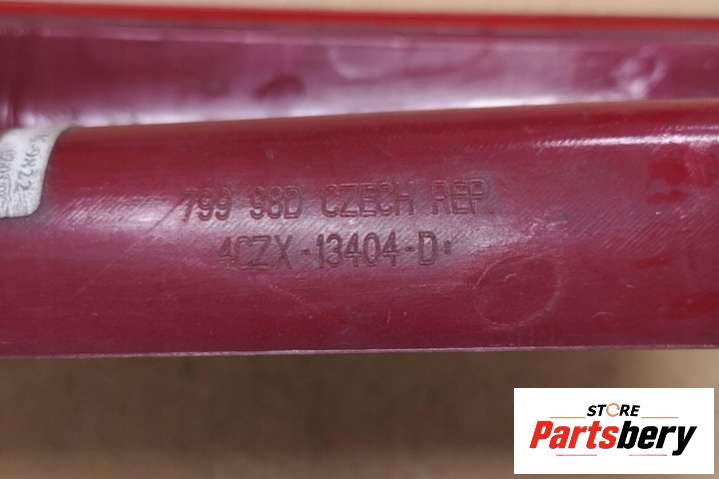 799 98D CZECH REP.
4CZX-13404-D
STORE
Partsbery